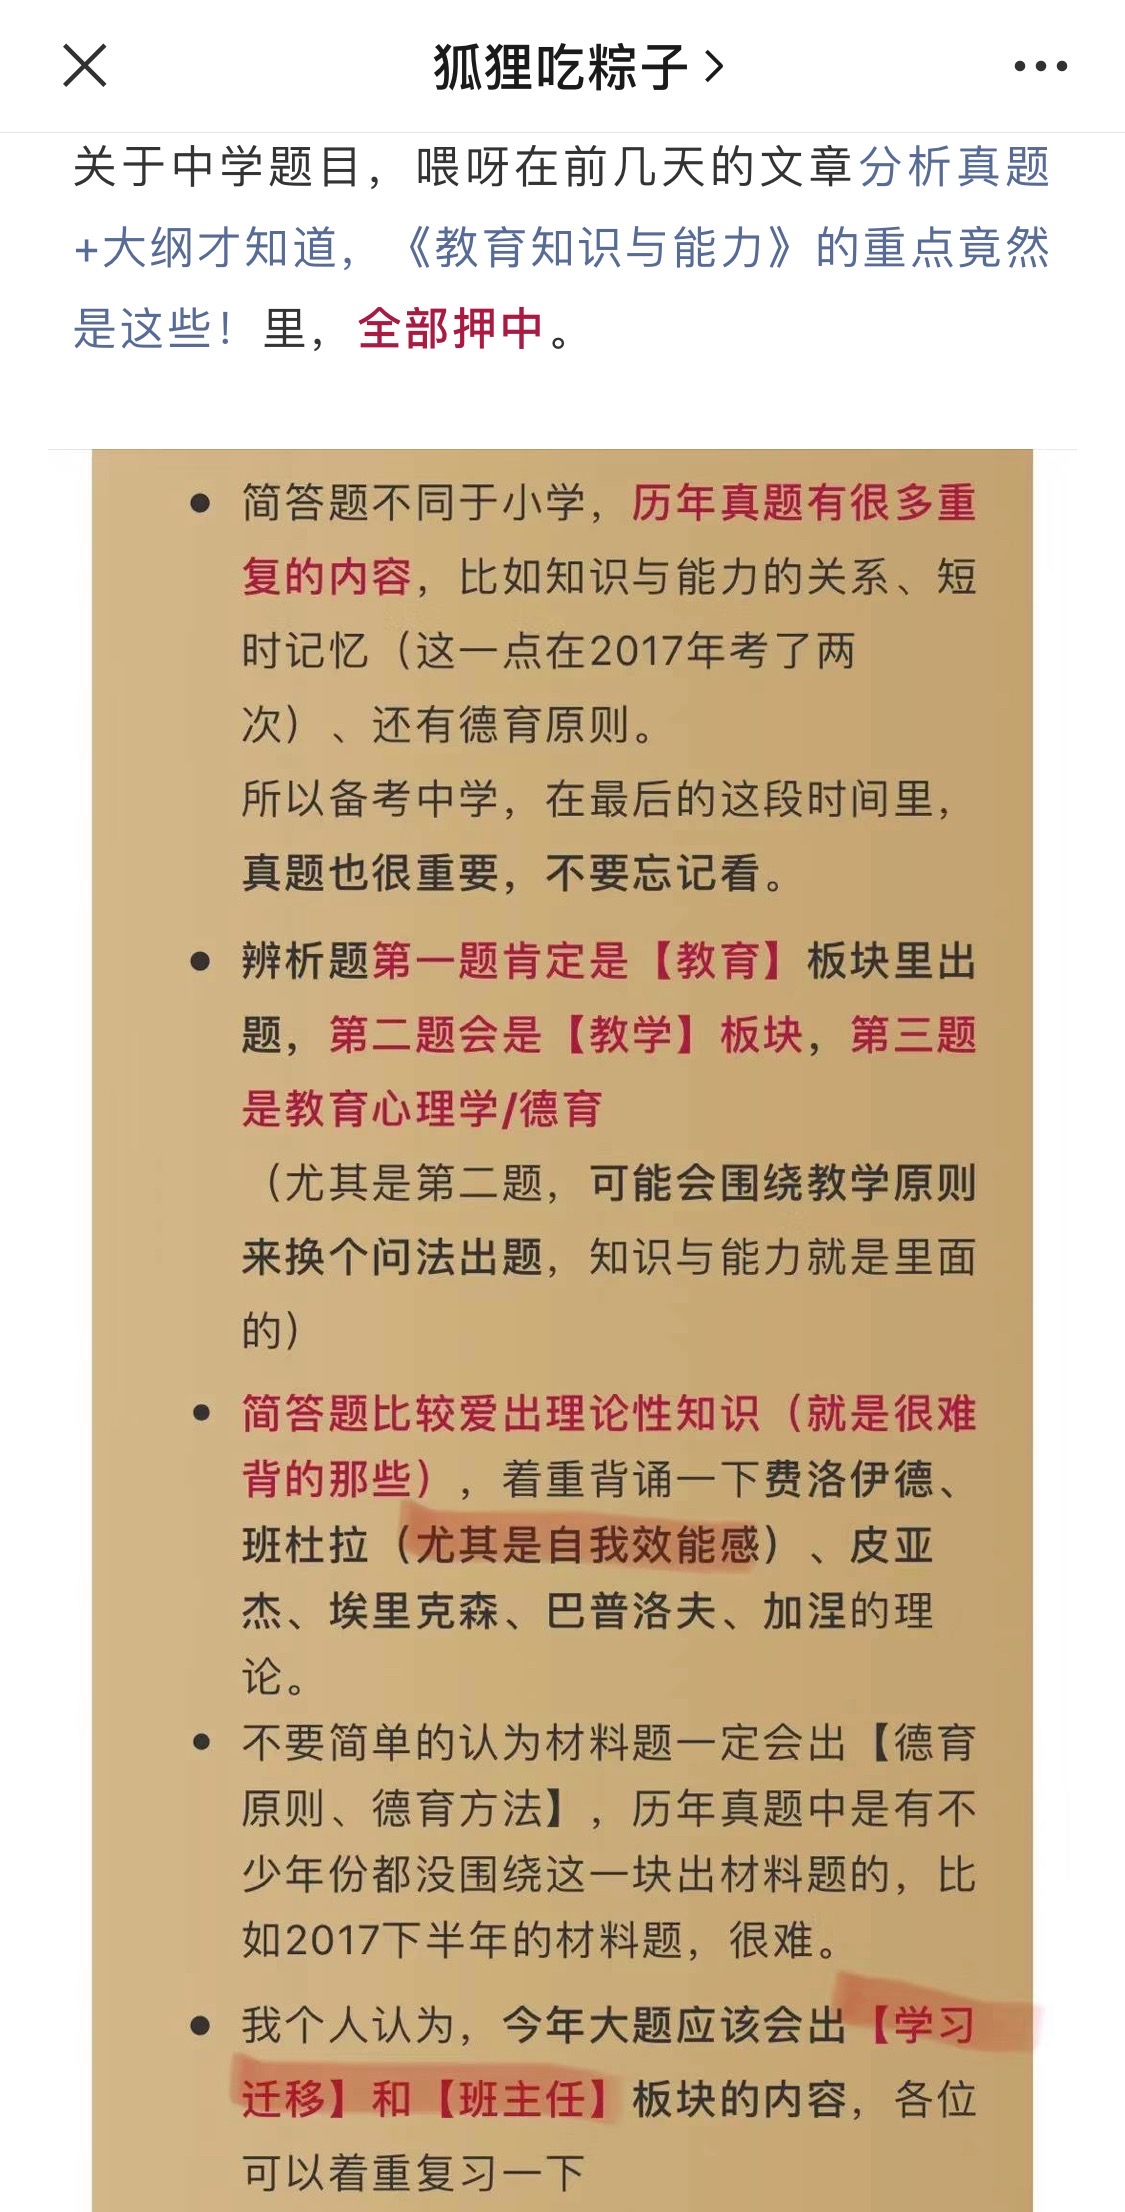 狐狸吃粽子
关于中学题目，喂呀在前几天的文章分析真题
+大纲才知道，《教育知识与能力》的重点竟然
是这些！里，全部押中。
简答题不同于小学，历年真题有很多重
复的内容，比如知识与能力的关系、短
时记忆（这一点在2017年考了两
次）、还有德育原则。
所以备考中学，在最后的这段时间里，
真题也很重要，不要忘记看。
辨析题第一题肯定是【教育】板块里出
题，第二题会是【教学】板块，第三题
是教育心理学/德育
（尤其是第二题，可能会围绕教学原则
来换个问法出题，知识与能力就是里面
的）
简答题比较爱出理论性知识（就是很难
背的那些），着重背诵一下费洛伊德、
班杜拉（尤其是自我效能感）、皮亚
杰、埃里克森、巴普洛夫、加涅的理
论。
不要简单的认为材料题一定会出【德育
原则、德育方法】，历年真题中是有不
少年份都没围绕这一块出材料题的，比
如2017下半年的材料题，很难。
我个人认为，今年大题应该会出【学习
迁移】和【班主任】板块的内容，各位
可以着重复习一下